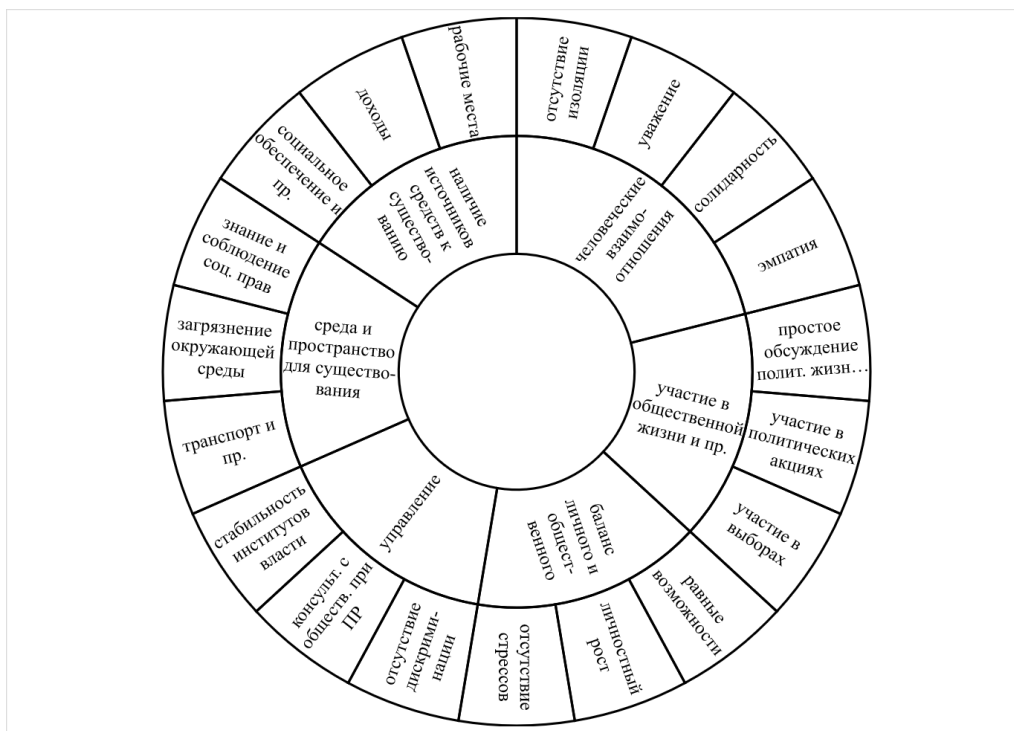 отсутствие
изоляции
уважение
солидарность
эмпатия
простое
обсуждение
полит. жизн…
участие в
политических
акциях
участие в
выборах
равные
возможности
личностный
рост
отсутствие
стрессов
отсутствие
дискрими-
нации
консульт. с
обществ. при
ПР
стабильность
институтов
власти
транспорт и
пр.
загрязнение
окружающей
среды
знание и
соблюдение
соц. прав
социальное
обеспечение и
пр.
доходы
рабочие места
человеческие
взаимо-
отношения
участие в
общественной
жизни и пр.
баланс
личного и
общест-
венного
управление
среда и
пространство
для существо-
вания
наличие
источников
средств к
существо-
ванию